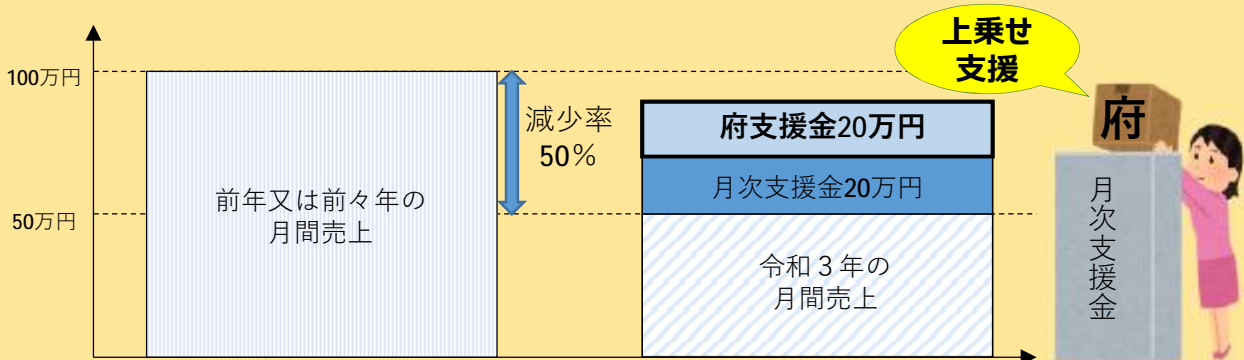 100万円
50万円
前年又は前々年の
月間売上
減少率
50％
府支援金20万円
月次支援金20万円
令和３年の
月間売上
上乗せ
支援
府
月次支援金